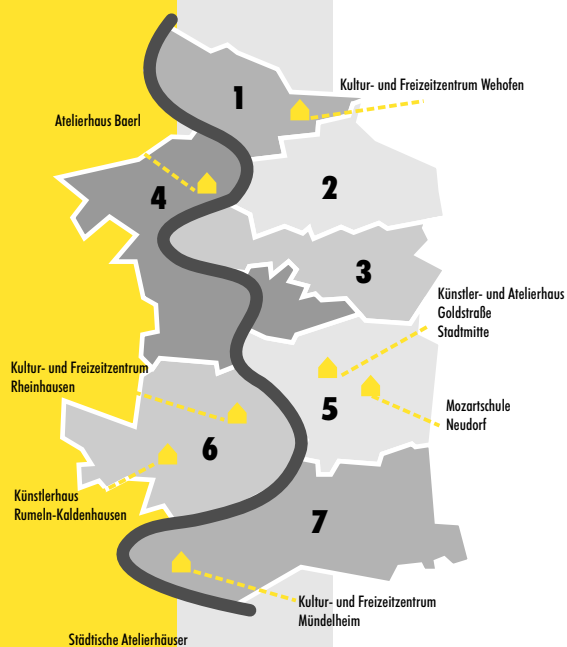 1
Kultur- und Freizeitzentrum Wehofen
Atelierhaus Baerl
2
4
3
Künstler- und Atelierhaus
Goldstraße
Stadtmitte
Kultur- und Freizeitzentrum
Rheinhausen
5
Mozartschule
Neudorf
6
Künstlerhaus
Rumeln-Kaldenhausen
7
Kultur- und Freizeitzentrum
Mündelheim
Städtische Atelierhäuser